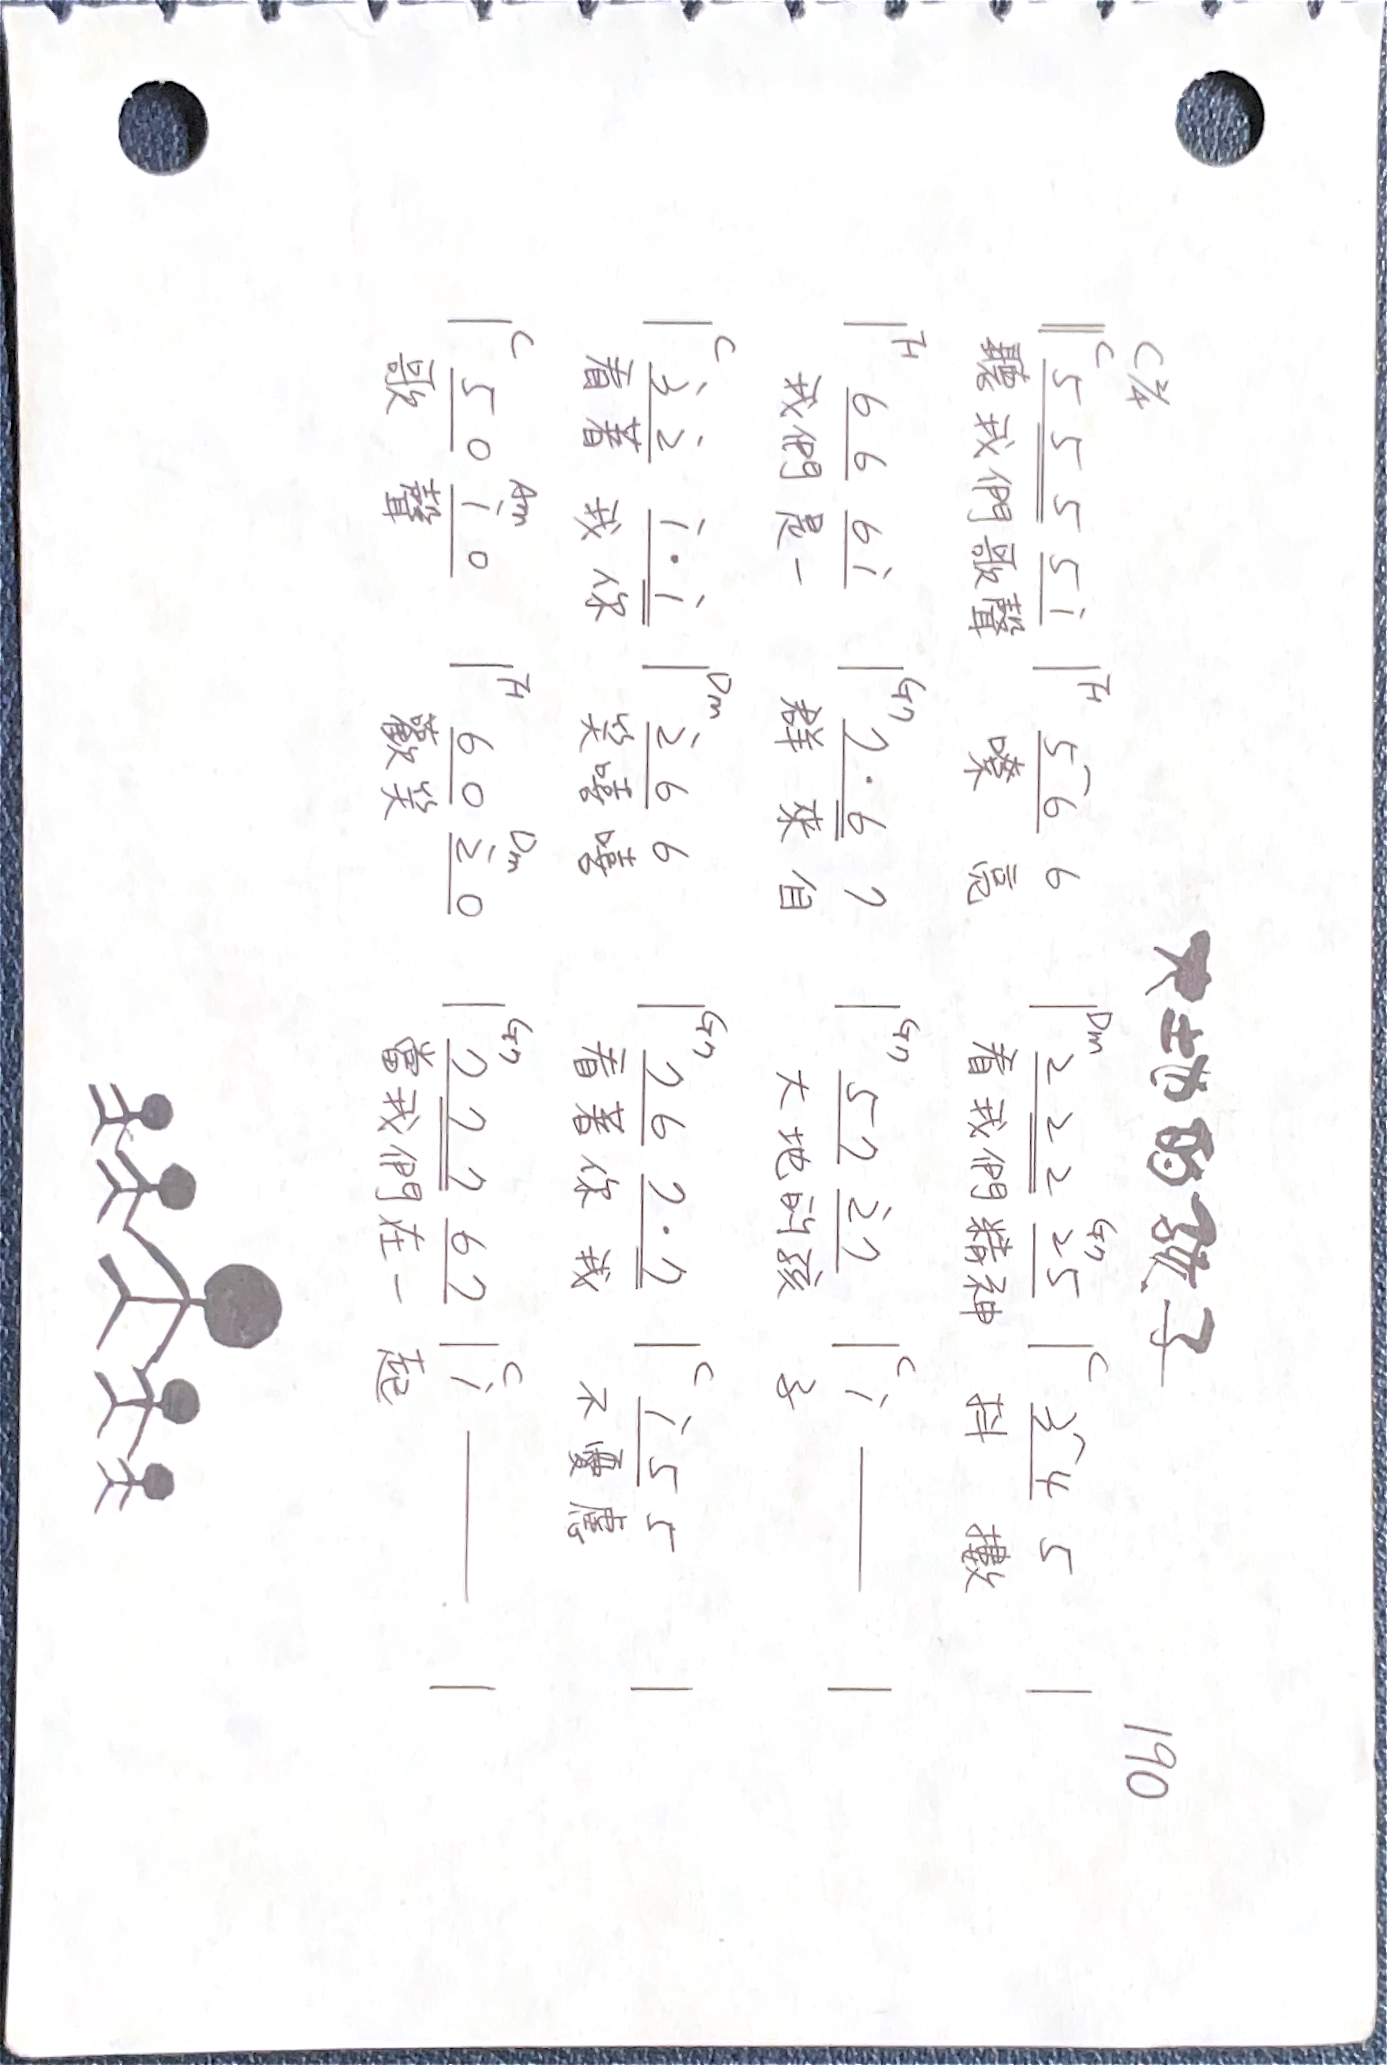 大地的孩子
190
C 2/4
C F Dm G7 C
‖ 5 5 5 5 i | 5 6 6 | 2 2 2 2 5 | 3 4 5 |
聽我們歌聲 嘹亮 看我們精神 抖擻
F G7 G7 C
| 6 6 6 i | 7 · 6 7 | 5 7 2̇ 7 | i — |
我們是一 群來自 大地的孩 子
C Dm G7 C
| 3̇ 2̇ i · i | 2̇ 6 6 | 7 6 7 · 7 | i 5 5 |
看著我你 笑嘻嘻 看著你我 不憂慮
C Am F Dm G7 C
| 5 0 i 0 | 6 0 2̇ 0 | 7 7 7 6 7 | i — |
歌聲 歡笑 當我們在一 起